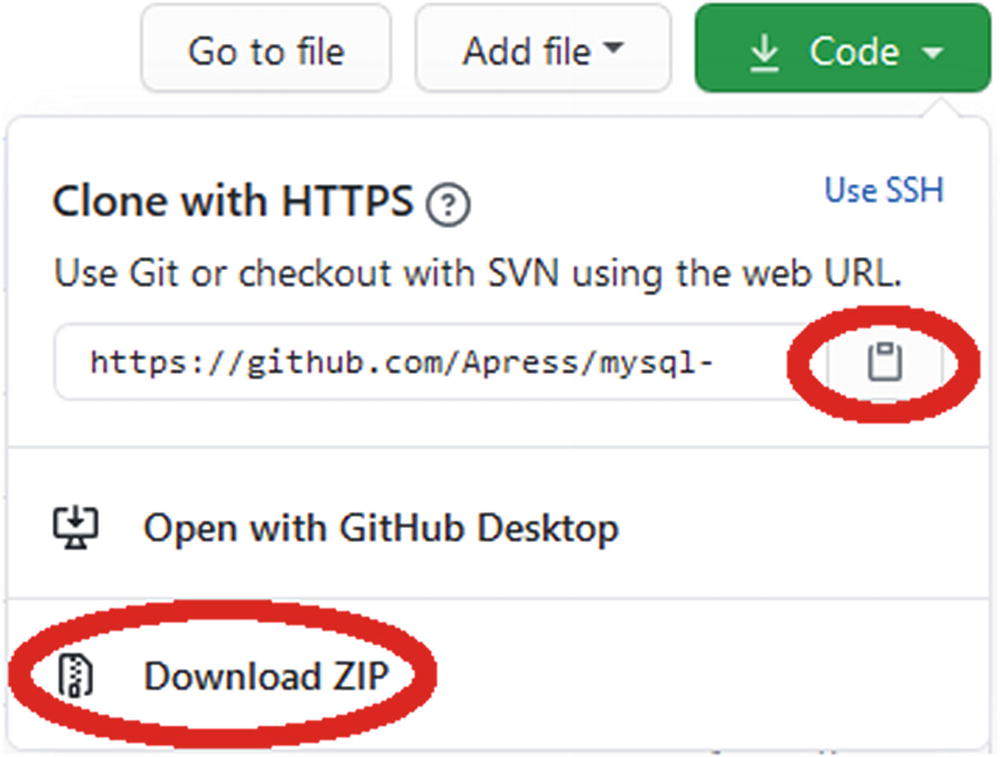 Go to file
Add file
Code
Clone with HTTPS ?
Use SSH
Use Git or checkout with SVN using the web URL.
https://github.com/Apress/mysql-
Open with GitHub Desktop
Download ZIP